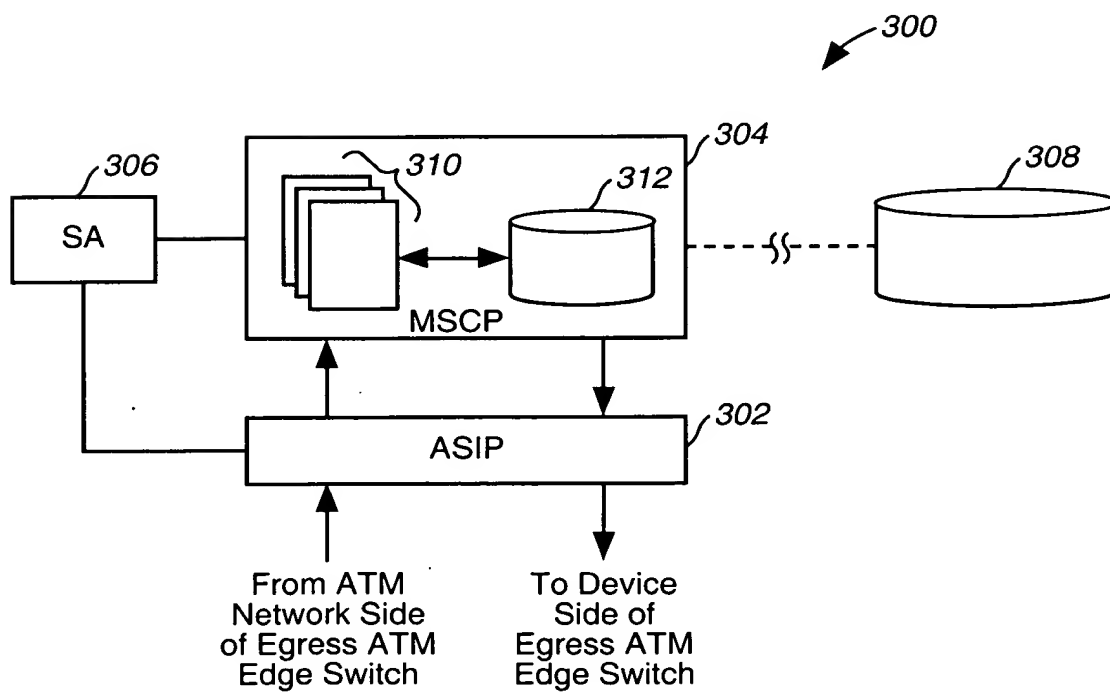 300
304
306
310
312
308
SA
MSCP
302
ASIP
From ATM
Network Side
of Egress ATM
Edge Switch
To Device
Side of
Egress ATM
Edge Switch